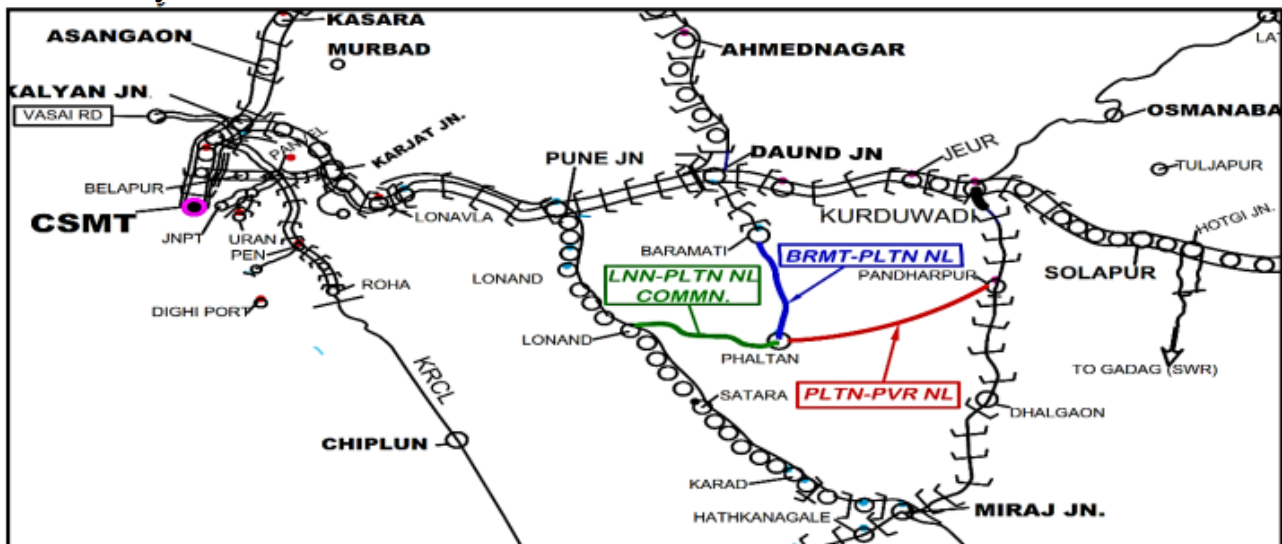 KASARA
ASANGAON
MURBAD
AHMEDNAGAR
KALYAN JN.
VASAI RD
OSMANABA
PANVEL
KARJAT JN.
PUNE JN
DAUND JN
JEUR
TULJAPUR
BELAPUR
CSMT
LONAVLA
KURDUWADI
HOTGI JN.
JNPT
URAN
PEN
BARAMATI
BRMT-PLTN NL
SOLAPUR
LONAND
LNN-PLTN NL
COMMN.
PANDHARPUR
ROHA
DIGHI PORT
LONAND
PHALTAN
TO GADAG (SWR)
KRCL
SATARA
PLTN-PVR NL
DHALGAON
CHIPLUN
KARAD
HATHKANAGALE
MIRAJ JN.